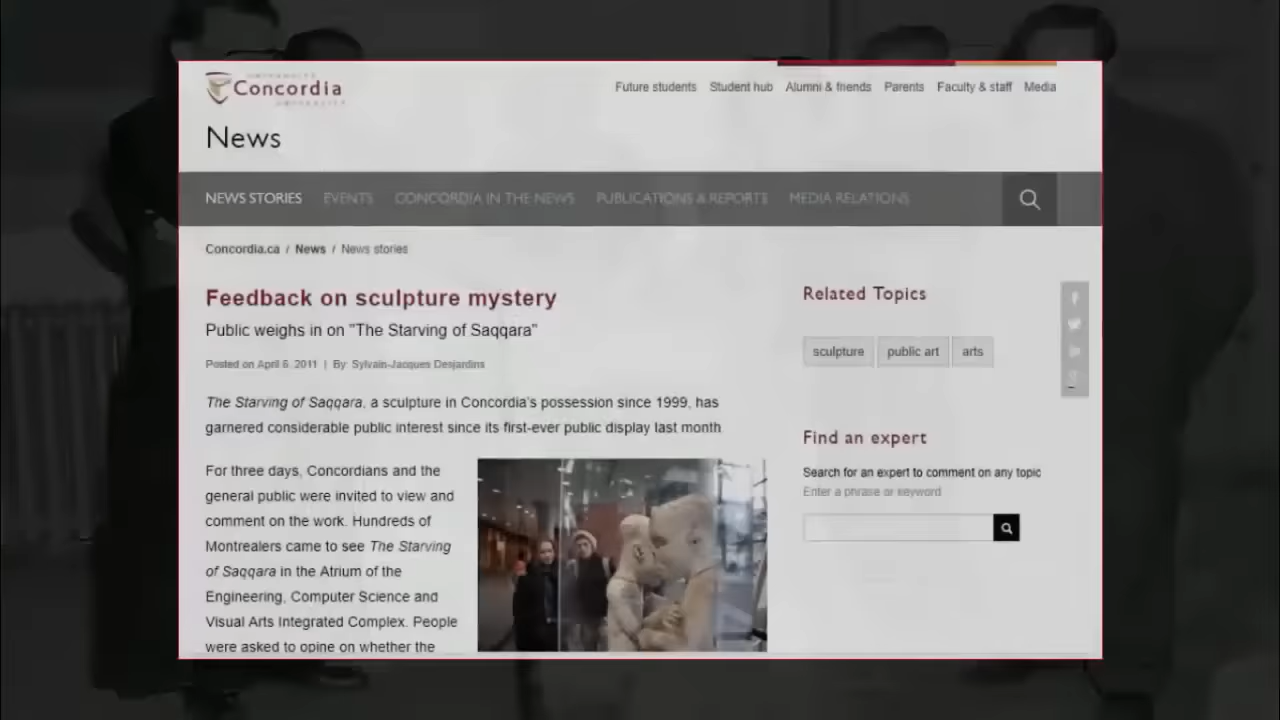 Concordia
Future students Student hub Alumni & friends Parents Faculty & staff Media
News
NEWS STORIES EVENTS CONCORDIA IN THE NEWS PUBLICATIONS & REPORTS MEDIA RELATIONS
Concordia.ca / News / News stories
Feedback on sculpture mystery
Public weighs in on "The Starving of Saqqara"
Posted on April 6, 2011 | By Sylvain-Jacques Desjardins
The Starving of Saqqara, a sculpture in Concordia's possession since 1999, has
garnered considerable public interest since its first-ever public display last month.
For three days, Concordians and the
general public were invited to view and
comment on the work. Hundreds of
Montrealers came to see The Starving
of Saqqara in the Atrium of the
Engineering, Computer Science and
Visual Arts Integrated Complex. People
were asked to opine on whether the
Related Topics
sculpture public art arts
Find an expert
Search for an expert to comment on any topic
Enter a phrase or keyword